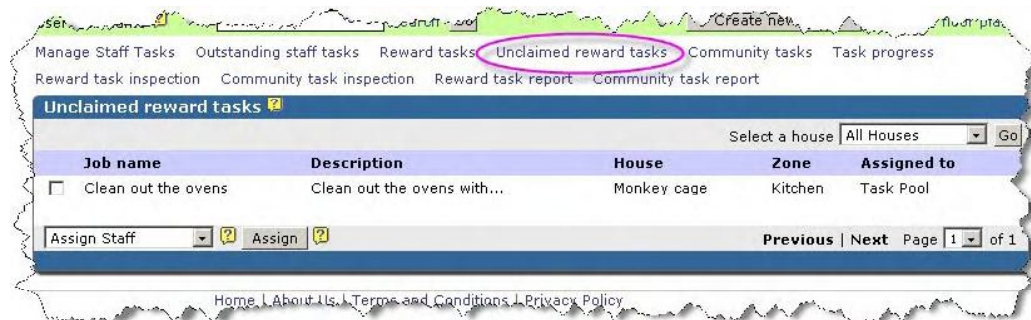 Create new
Manage Staff Tasks Outstanding staff tasks Reward tasks Unclaimed reward tasks Community tasks Task progress
Reward task inspection Community task inspection Reward task report Community task report
Unclaimed reward tasks ?
Select a house All Houses Go
Job name Description House Zone Assigned to
Clean out the ovens Clean out the ovens with... Monkey cage Kitchen Task Pool
Assign Staff ? Assign ? Previous | Next Page 1 of 1
Home | About Us | Terms and Conditions | Privacy Policy